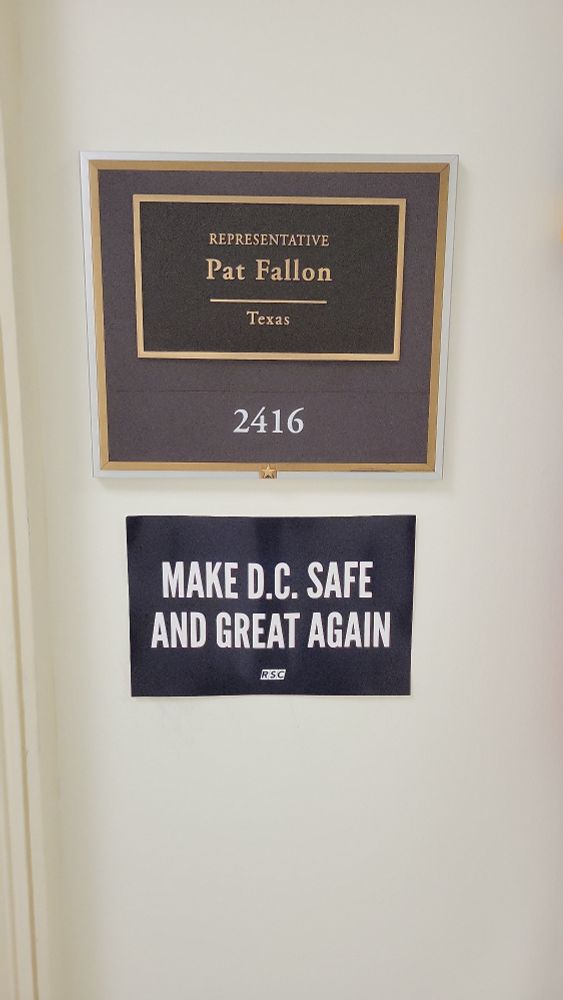 REPRESENTATIVE
Pat Fallon
Texas
2416
MAKE D.C. SAFE
AND GREAT AGAIN
RSC